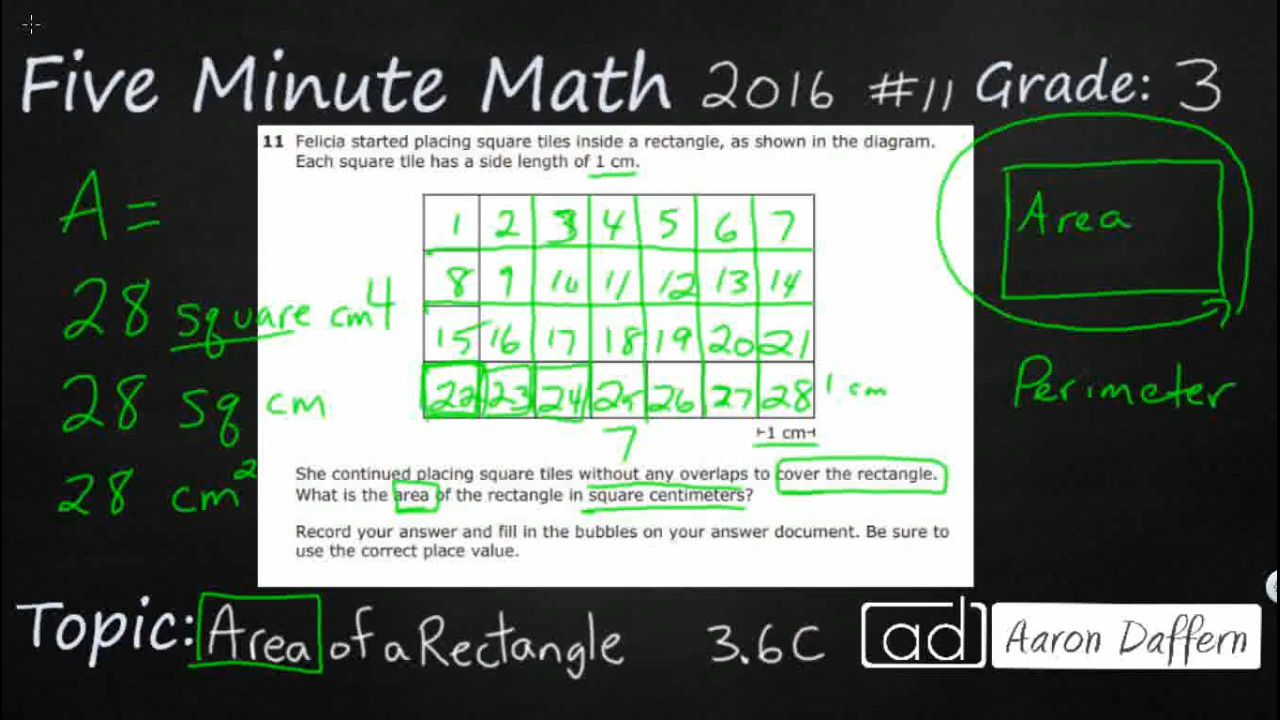 Five Minute Math 2016 #11 Grade: 3
11 Felicia started placing square tiles inside a rectangle, as shown in the diagram.
Each square tile has a side length of 1 cm.
A =
28 square cm
28 sq cm
28 cm²
1 2 3 4 5 6 7
8 9 10 11 12 13 14
15 16 17 18 19 20 21
22 23 24 25 26 27 28
4
1 cm
7
1 cm
She continued placing square tiles without any overlaps to cover the rectangle.
What is the area of the rectangle in square centimeters?
Record your answer and fill in the bubbles on your answer document. Be sure to
use the correct place value.
Area
Perimeter
Topic: Area of a Rectangle 3.6C
ad Aaron Daffern